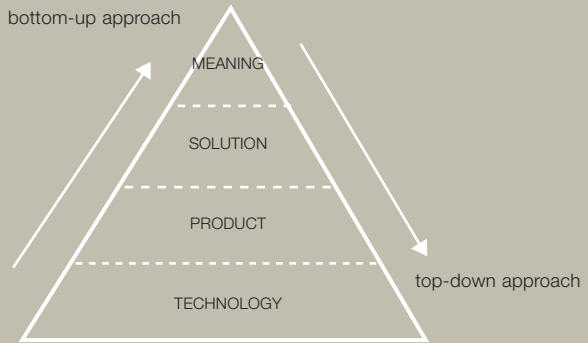 bottom-up approach
MEANING
SOLUTION
PRODUCT
top-down approach
TECHNOLOGY